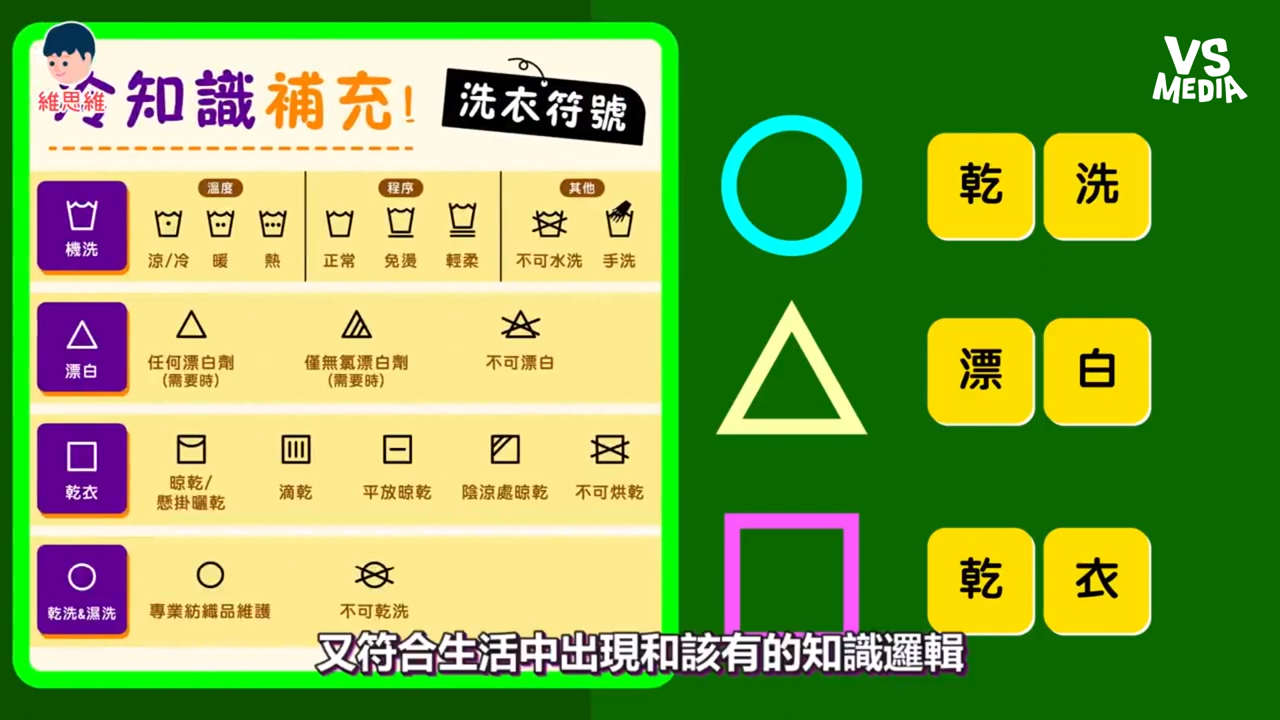 冷知識補充!
維思維
洗衣符號
VS
MEDIA
機洗
溫度
涼/冷
暖
熱
程序
正常
免燙
輕柔
其他
不可水洗
手洗
漂白
任何漂白劑
(需要時)
僅無氯漂白劑
(需要時)
不可漂白
乾衣
晾乾/
懸掛曬乾
滴乾
平放晾乾
陰涼處晾乾
不可烘乾
乾洗&濕洗
專業紡織品維護
不可乾洗
乾洗
漂白
乾衣
又符合生活中出現和該有的知識邏輯